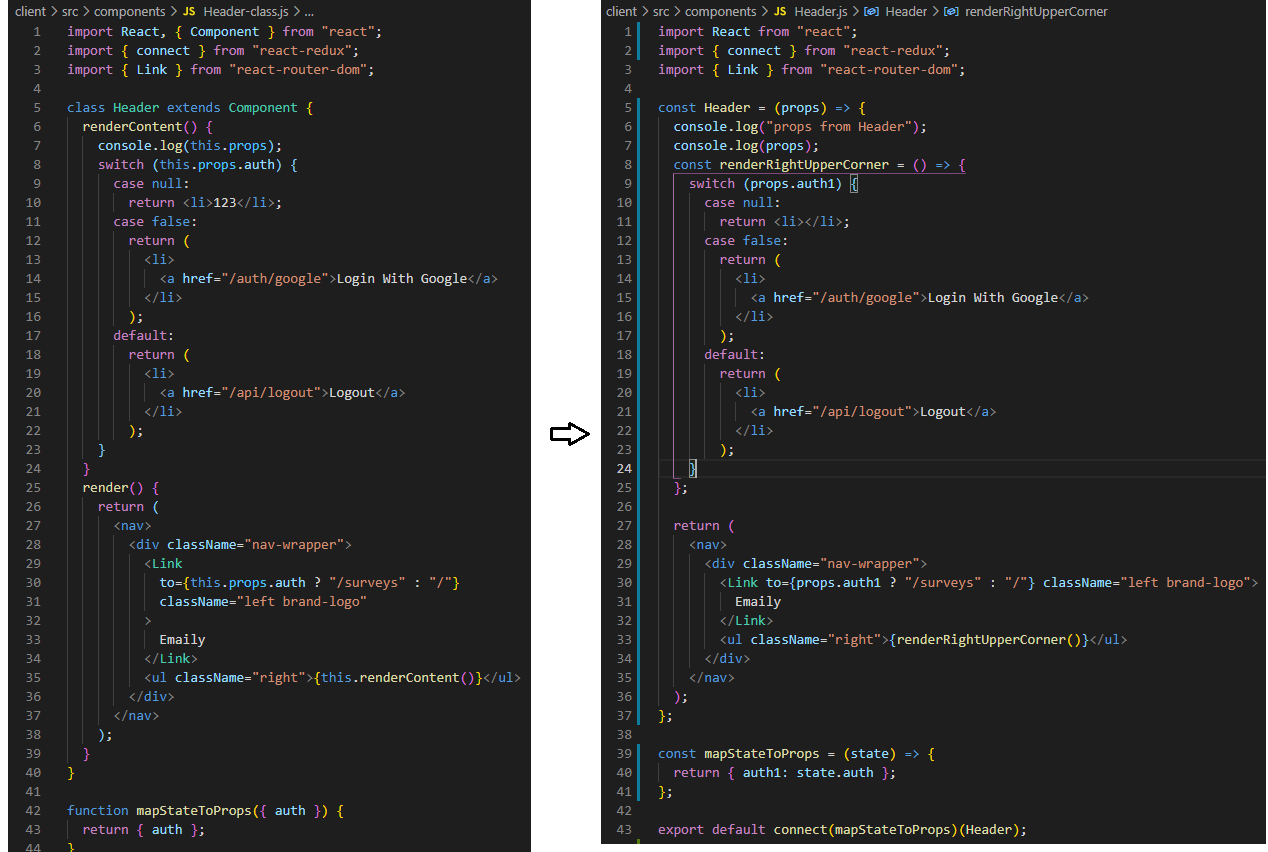 client > src > components > JS Header-class.js > ...
1 import React, { Component } from "react";
2 import { connect } from "react-redux";
3 import { Link } from "react-router-dom";
4
5 class Header extends Component {
6   renderContent() {
7     console.log(this.props);
8     switch (this.props.auth) {
9       case null:
10         return <li>123</li>;
11       case false:
12         return (
13           <li>
14             <a href="/auth/google">Login With Google</a>
15           </li>
16         );
17       default:
18         return (
19           <li>
20             <a href="/api/logout">Logout</a>
21           </li>
22         );
23     }
24   }
25   render() {
26     return (
27       <nav>
28         <div className="nav-wrapper">
29           <Link
30             to={this.props.auth ? "/surveys" : "/"}
31             className="left brand-logo"
32           >
33             Emaily
34           </Link>
35           <ul className="right">{this.renderContent()}</ul>
36         </div>
37       </nav>
38     );
39   }
40 }
41
42 function mapStateToProps({ auth }) {
43   return { auth };
44 }
client > src > components > JS Header.js > Header > renderRightUpperCorner
1 import React from "react";
2 import { connect } from "react-redux";
3 import { Link } from "react-router-dom";
4
5 const Header = (props) => {
6   console.log("props from Header");
7   console.log(props);
8   const renderRightUpperCorner = () => {
9     switch (props.auth1) {
10       case null:
11         return <li></li>;
12       case false:
13         return (
14           <li>
15             <a href="/auth/google">Login With Google</a>
16           </li>
17         );
18       default:
19         return (
20           <li>
21             <a href="/api/logout">Logout</a>
22           </li>
23         );
24     }
25   };
26
27   return (
28     <nav>
29       <div className="nav-wrapper">
30         <Link to={props.auth1 ? "/surveys" : "/"} className="left brand-logo">
31           Emaily
32         </Link>
33         <ul className="right">{renderRightUpperCorner()}</ul>
34       </div>
35     </nav>
36   );
37 };
38
39 const mapStateToProps = (state) => {
40   return { auth1: state.auth };
41 };
42
43 export default connect(mapStateToProps)(Header);